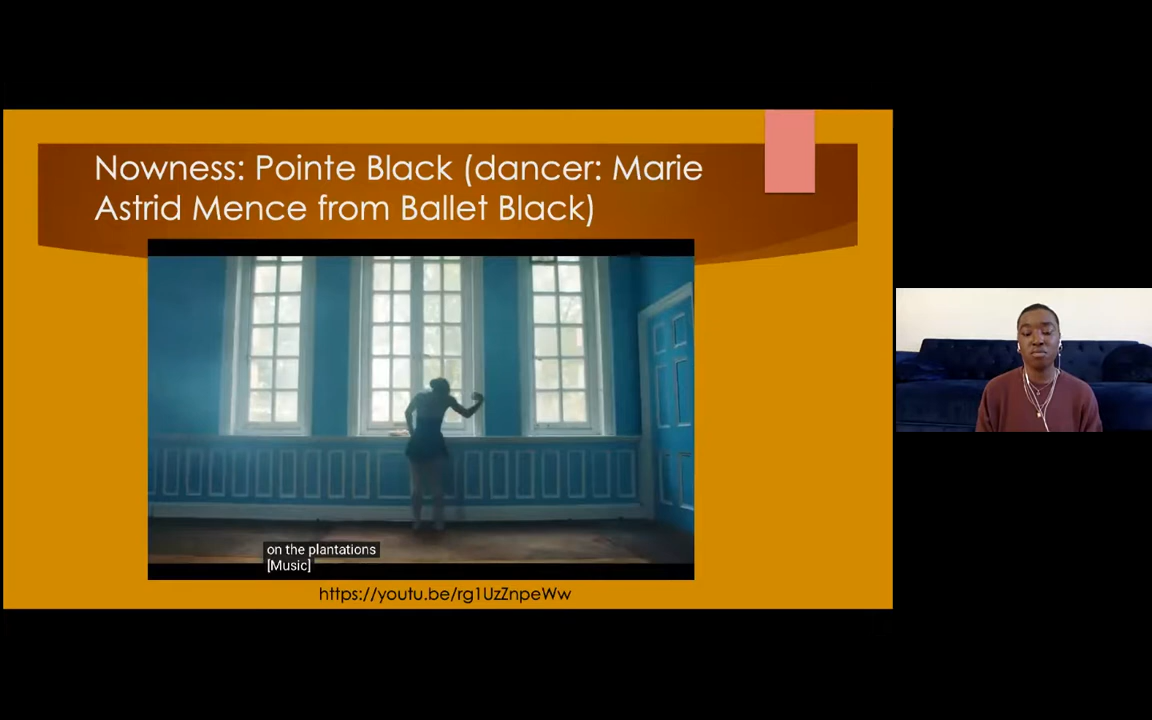 Nowness: Pointe Black (dancer: Marie
Astrid Mence from Ballet Black)
on the plantations
[Music]
https://youtu.be/rg1UzZnpeWw